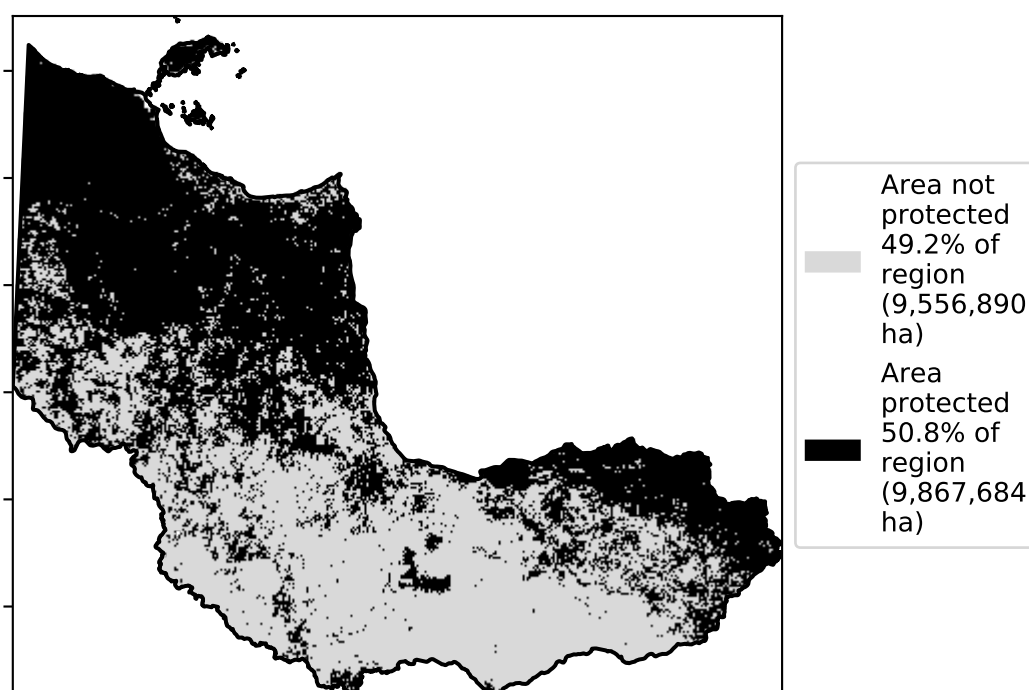 Area not
protected
49.2% of
region
(9,556,890
ha)
Area
protected
50.8% of
region
(9,867,684
ha)